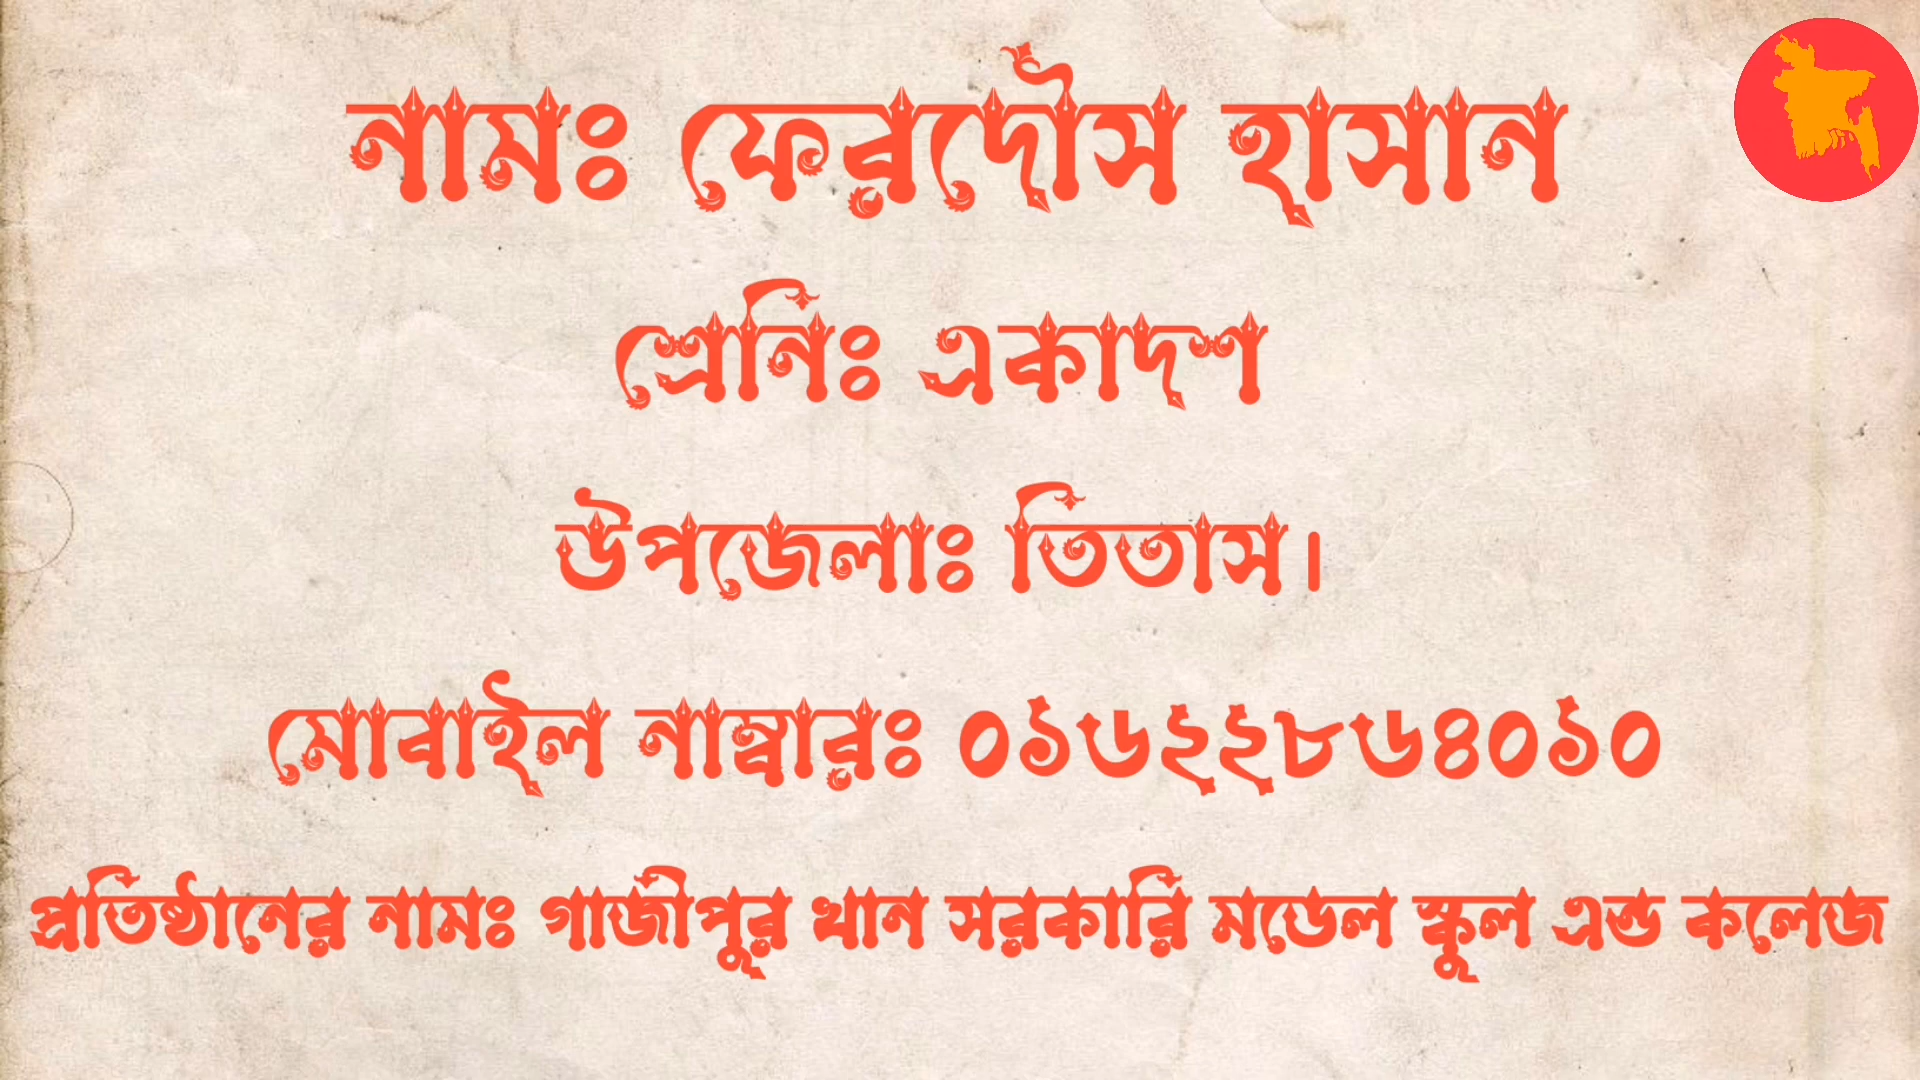 নামঃ ফেরদৌস হাসান
শ্রেনিঃ একাদশ
উপজেলাঃ তিতাস।
মোবাইল নাম্বারঃ ০১৬২২৮৬৪০১০
প্রতিষ্ঠানের নামঃ গাজীপুর খান সরকারি মডেল স্কুল এন্ড কলেজ